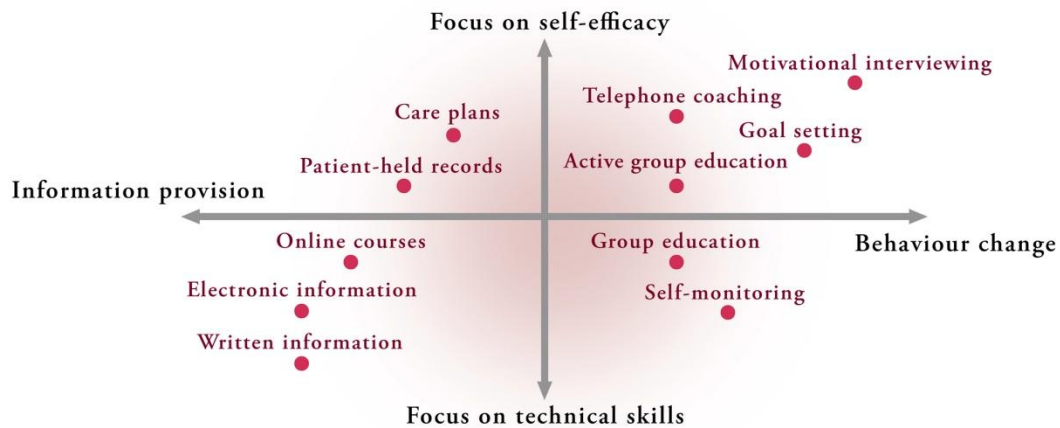 Focus on self-efficacy
Motivational interviewing
Telephone coaching
Care plans
Goal setting
Patient-held records
Active group education
Information provision
Online courses
Group education
Behaviour change
Electronic information
Self-monitoring
Written information
Focus on technical skills